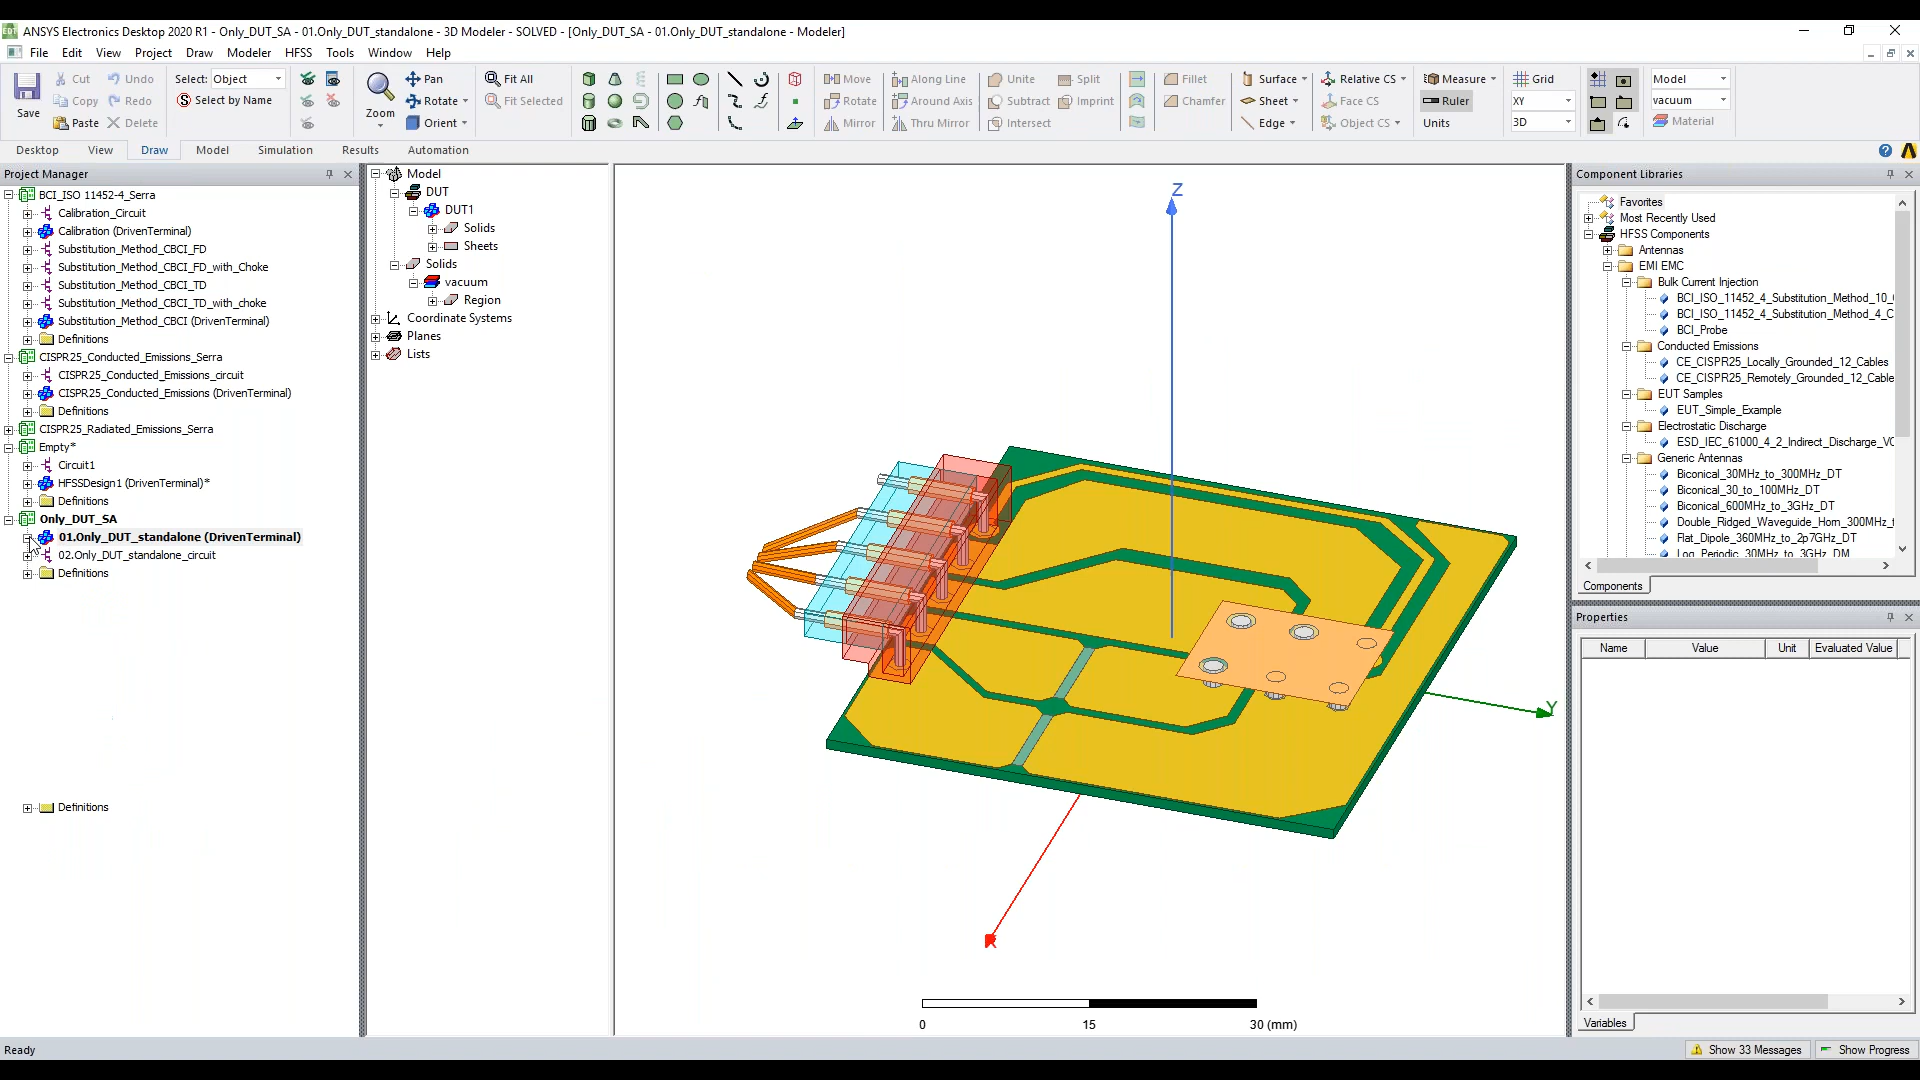 ANSYS Electronics Desktop 2020 R1 - Only_DUT_SA - 01.Only_DUT_standalone - 3D Modeler - SOLVED - [Only_DUT_SA - 01.Only_DUT_standalone - Modeler]
File Edit View Project Draw Modeler HFSS Tools Window Help
Save
Cut Undo
Copy Redo
Paste Delete
Select: Object
Select by Name
Zoom
Pan
Rotate
Orient
Fit All
Fit Selected
Move Along Line
Rotate Around Axis
Mirror Thru Mirror
Unite Split
Subtract Imprint
Intersect
Fillet
Chamfer
Surface
Sheet
Edge
Relative CS
Face CS
Object CS
Measure
Ruler
Units
Grid
XY
3D
Model
vacuum
Material
Desktop View Draw Model Simulation Results Automation
Project Manager
BCI_ISO 11452-4_Serra
Calibration_Circuit
Calibration (DrivenTerminal)
Substitution_Method_CBCI_FD
Substitution_Method_CBCI_FD_with_Choke
Substitution_Method_CBCI_TD
Substitution_Method_CBCI_TD_with_choke
Substitution_Method_CBCI (DrivenTerminal)
Definitions
CISPR25_Conducted_Emissions_Serra
CISPR25_Conducted_Emissions_circuit
CISPR25_Conducted_Emissions (DrivenTerminal)
Definitions
CISPR25_Radiated_Emissions_Serra
Empty*
Circuit1
HFSSDesign1 (DrivenTerminal)*
Definitions
Only_DUT_SA
01.Only_DUT_standalone (DrivenTerminal)
02.Only_DUT_standalone_circuit
Definitions
Definitions
Model
DUT
DUT1
Solids
Sheets
Solids
vacuum
Region
Coordinate Systems
Planes
Lists
Z
Y
X
0 15 30 (mm)
Component Libraries
Favorites
Most Recently Used
HFSS Components
Antennas
EMI EMC
Bulk Current Injection
BCI_ISO_11452_4_Substitution_Method_10_
BCI_ISO_11452_4_Substitution_Method_4_C
BCI_Probe
Conducted Emissions
CE_CISPR25_Locally_Grounded_12_Cables
CE_CISPR25_Remotely_Grounded_12_Cable
EUT Samples
EUT_Simple_Example
Electrostatic Discharge
ESD_IEC_61000_4_2_Indirect_Discharge_VC
Generic Antennas
Biconical_30MHz_to_300MHz_DT
Biconical_30_to_100MHz_DT
Biconical_600MHz_to_3GHz_DT
Double_Ridged_Waveguide_Horn_300MHz_t
Flat_Dipole_360MHz_to_2p7GHz_DT
Log_Periodic_30MHz_to_3GHz_DM
Components
Properties
Name Value Unit Evaluated Value
Variables
Ready
Show 33 Messages Show Progress